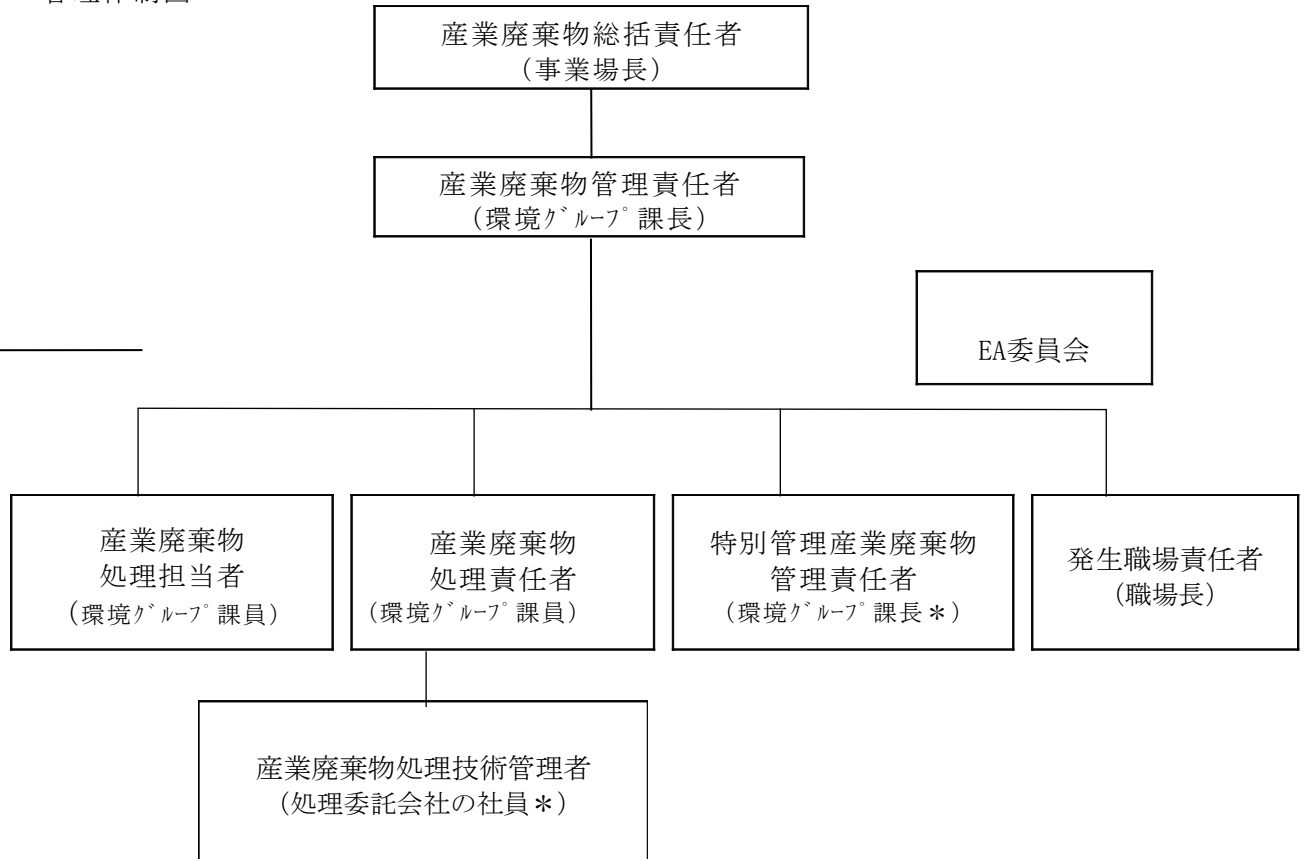 管理体制図
産業廃棄物総括責任者
(事業場長)
産業廃棄物管理責任者
(環境ｸﾞﾙｰﾌﾟ課長)
EA委員会
産業廃棄物
処理担当者
(環境ｸﾞﾙｰﾌﾟ課員)
産業廃棄物
処理責任者
(環境ｸﾞﾙｰﾌﾟ課員)
特別管理産業廃棄物
管理責任者
(環境ｸﾞﾙｰﾌﾟ課長＊)
発生職場責任者
(職場長)
産業廃棄物処理技術管理者
(処理委託会社の社員＊)